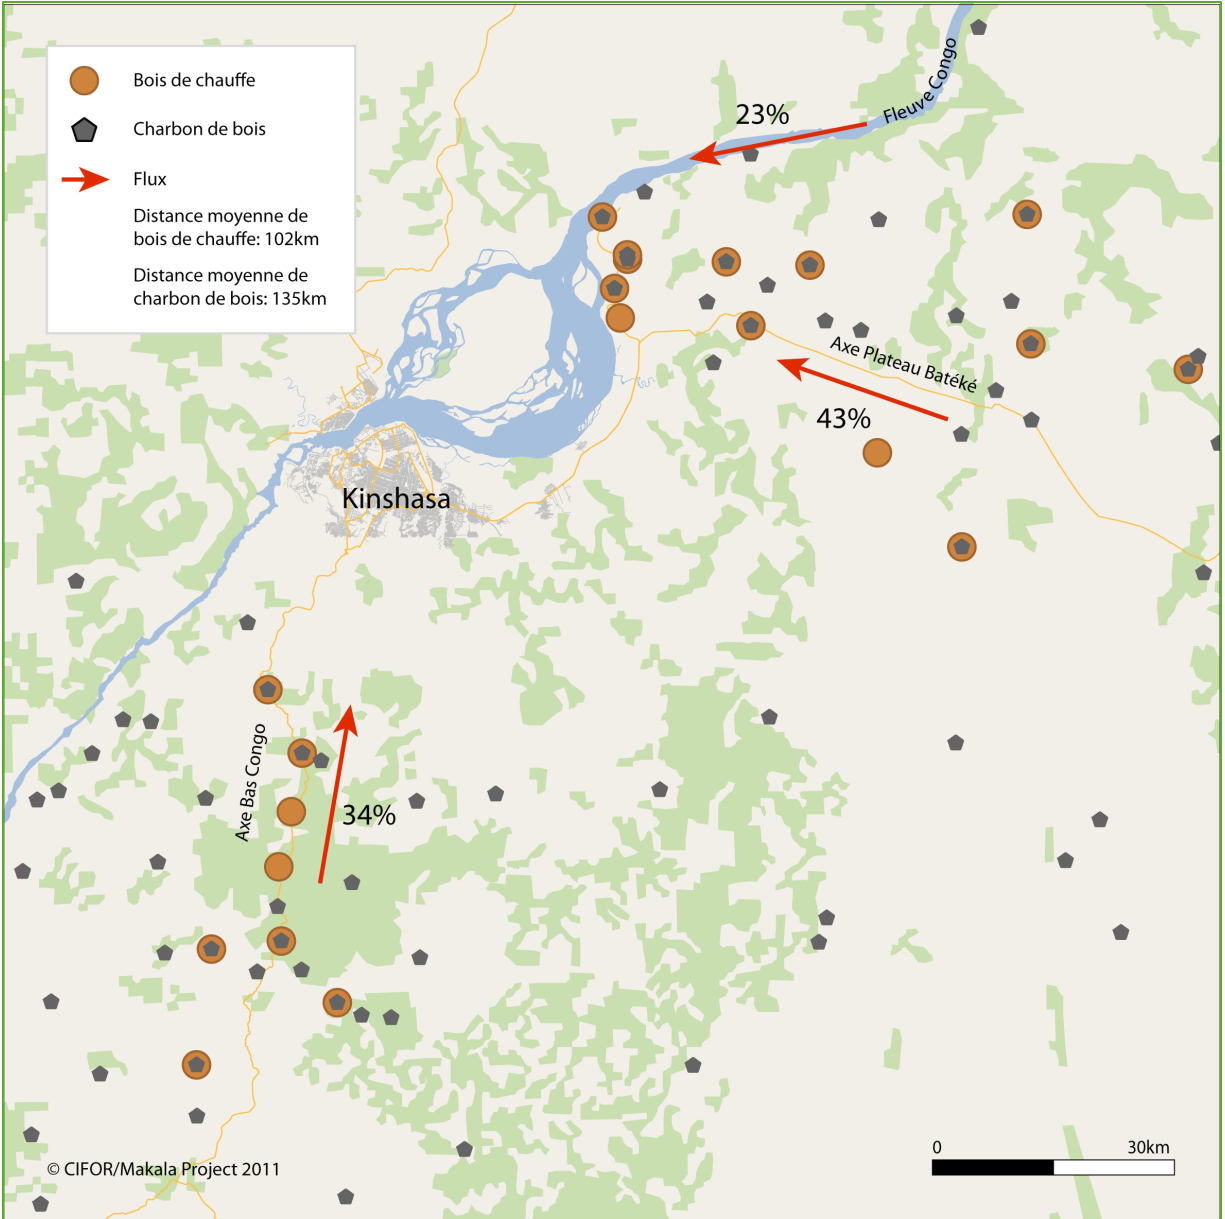 Bois de chauffe
Charbon de bois
Flux
Distance moyenne de
bois de chauffe: 102km
Distance moyenne de
charbon de bois: 135km
23%
Fleuve Congo
Axe Plateau Batéké
43%
Kinshasa
Axe Bas Congo
34%
0 30km
© CIFOR/Makala Project 2011